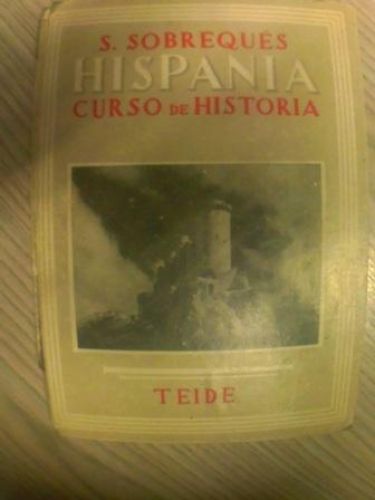 S. SOBREQUÉS
HISPANIA
CURSO DE HISTORIA
TEIDE